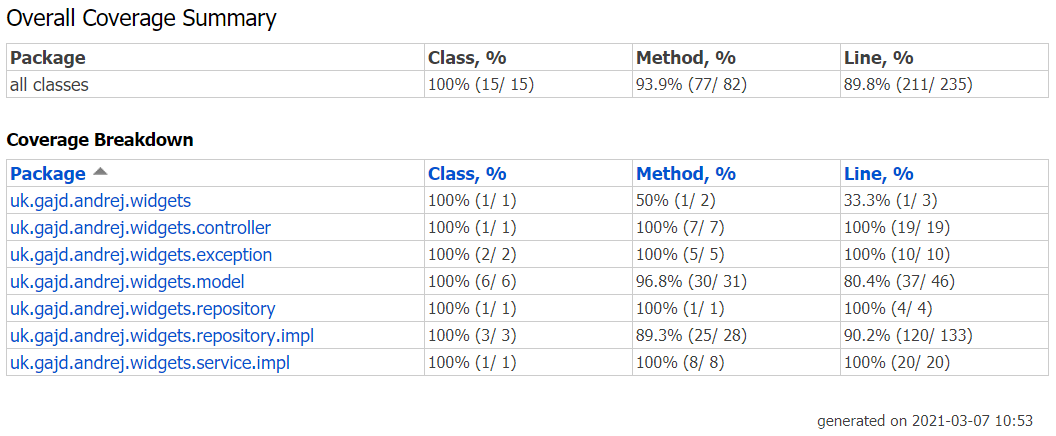 Overall Coverage Summary
Package Class, % Method, % Line, %
all classes 100% (15/ 15) 93.9% (77/ 82) 89.8% (211/ 235)
Coverage Breakdown
Package Class, % Method, % Line, %
uk.gajd.andrej.widgets 100% (1/ 1) 50% (1/ 2) 33.3% (1/ 3)
uk.gajd.andrej.widgets.controller 100% (1/ 1) 100% (7/ 7) 100% (19/ 19)
uk.gajd.andrej.widgets.exception 100% (2/ 2) 100% (5/ 5) 100% (10/ 10)
uk.gajd.andrej.widgets.model 100% (6/ 6) 96.8% (30/ 31) 80.4% (37/ 46)
uk.gajd.andrej.widgets.repository 100% (1/ 1) 100% (1/ 1) 100% (4/ 4)
uk.gajd.andrej.widgets.repository.impl 100% (3/ 3) 89.3% (25/ 28) 90.2% (120/ 133)
uk.gajd.andrej.widgets.service.impl 100% (1/ 1) 100% (8/ 8) 100% (20/ 20)
generated on 2021-03-07 10:53